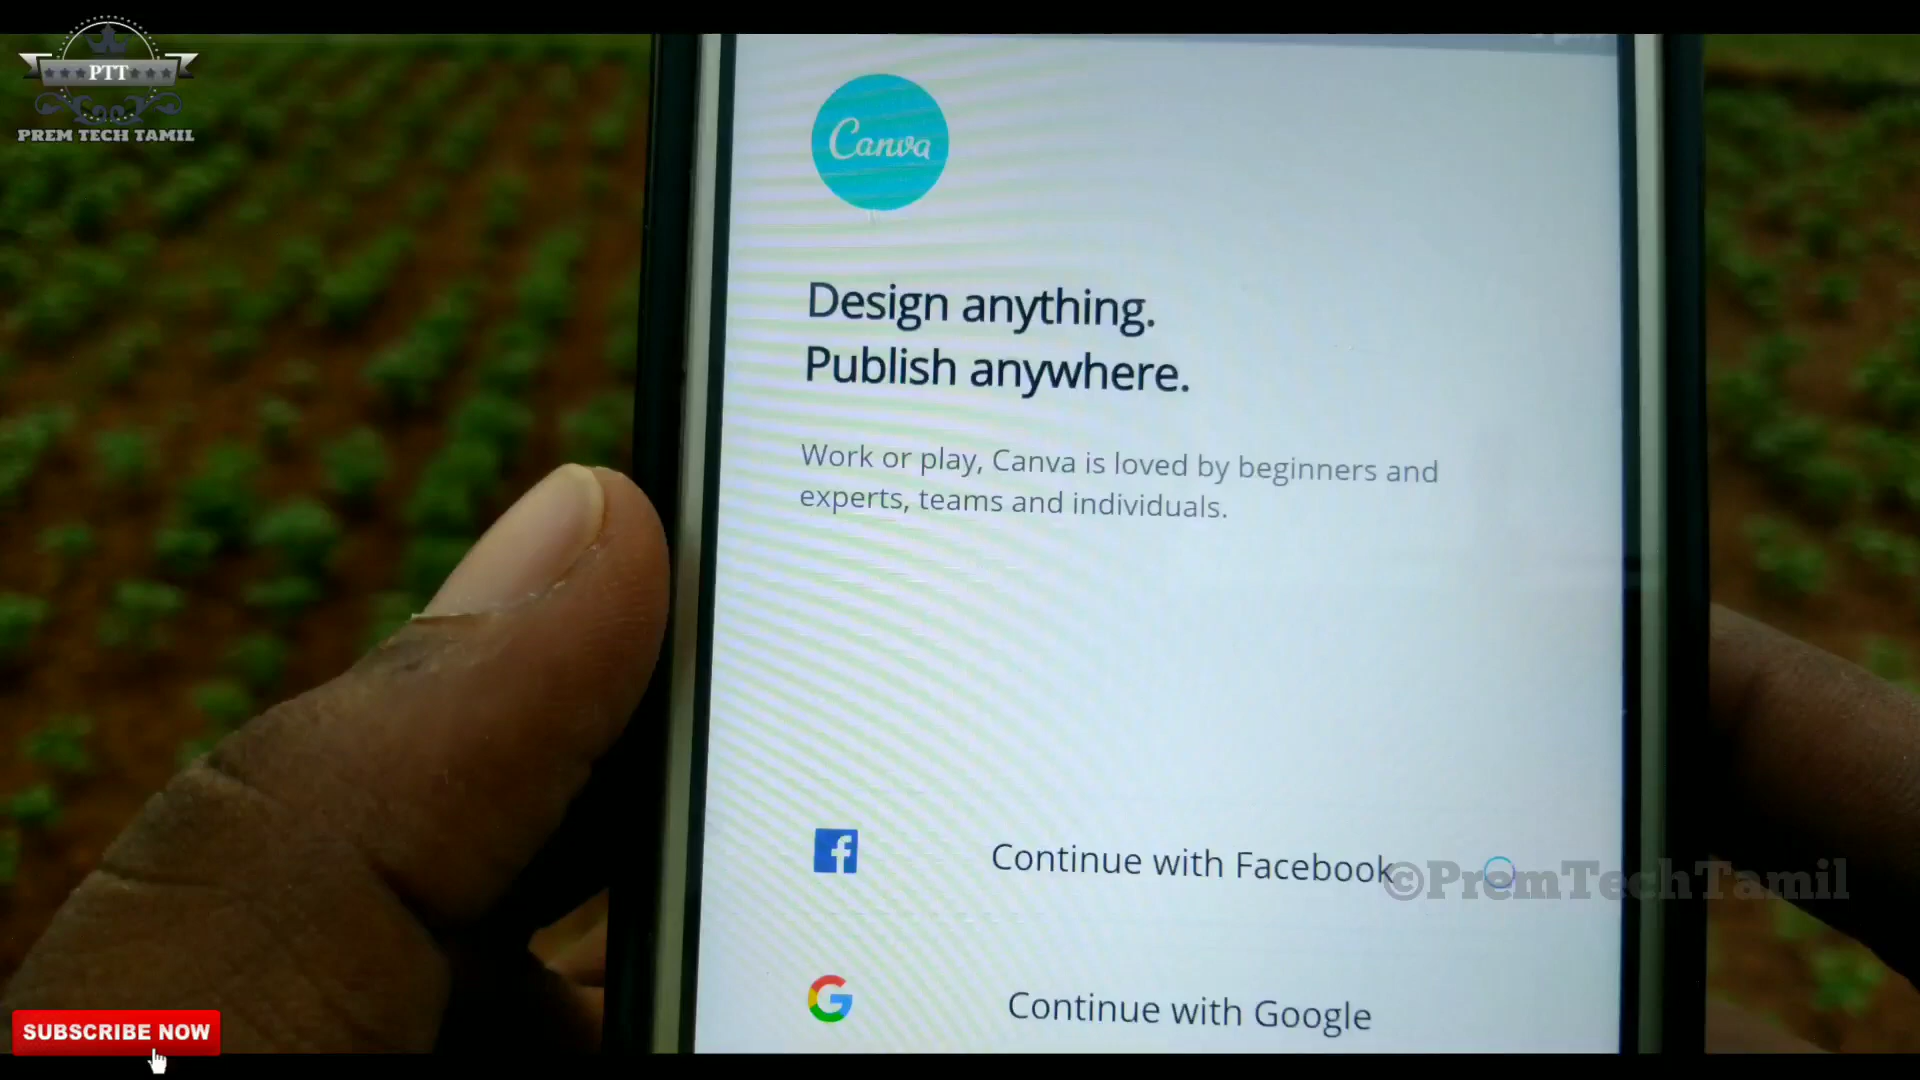 PTT
PREM TECH TAMIL
Canva
Design anything.
Publish anywhere.
Work or play, Canva is loved by beginners and
experts, teams and individuals.
Continue with Facebook
©PremTechTamil
Continue with Google
SUBSCRIBE NOW